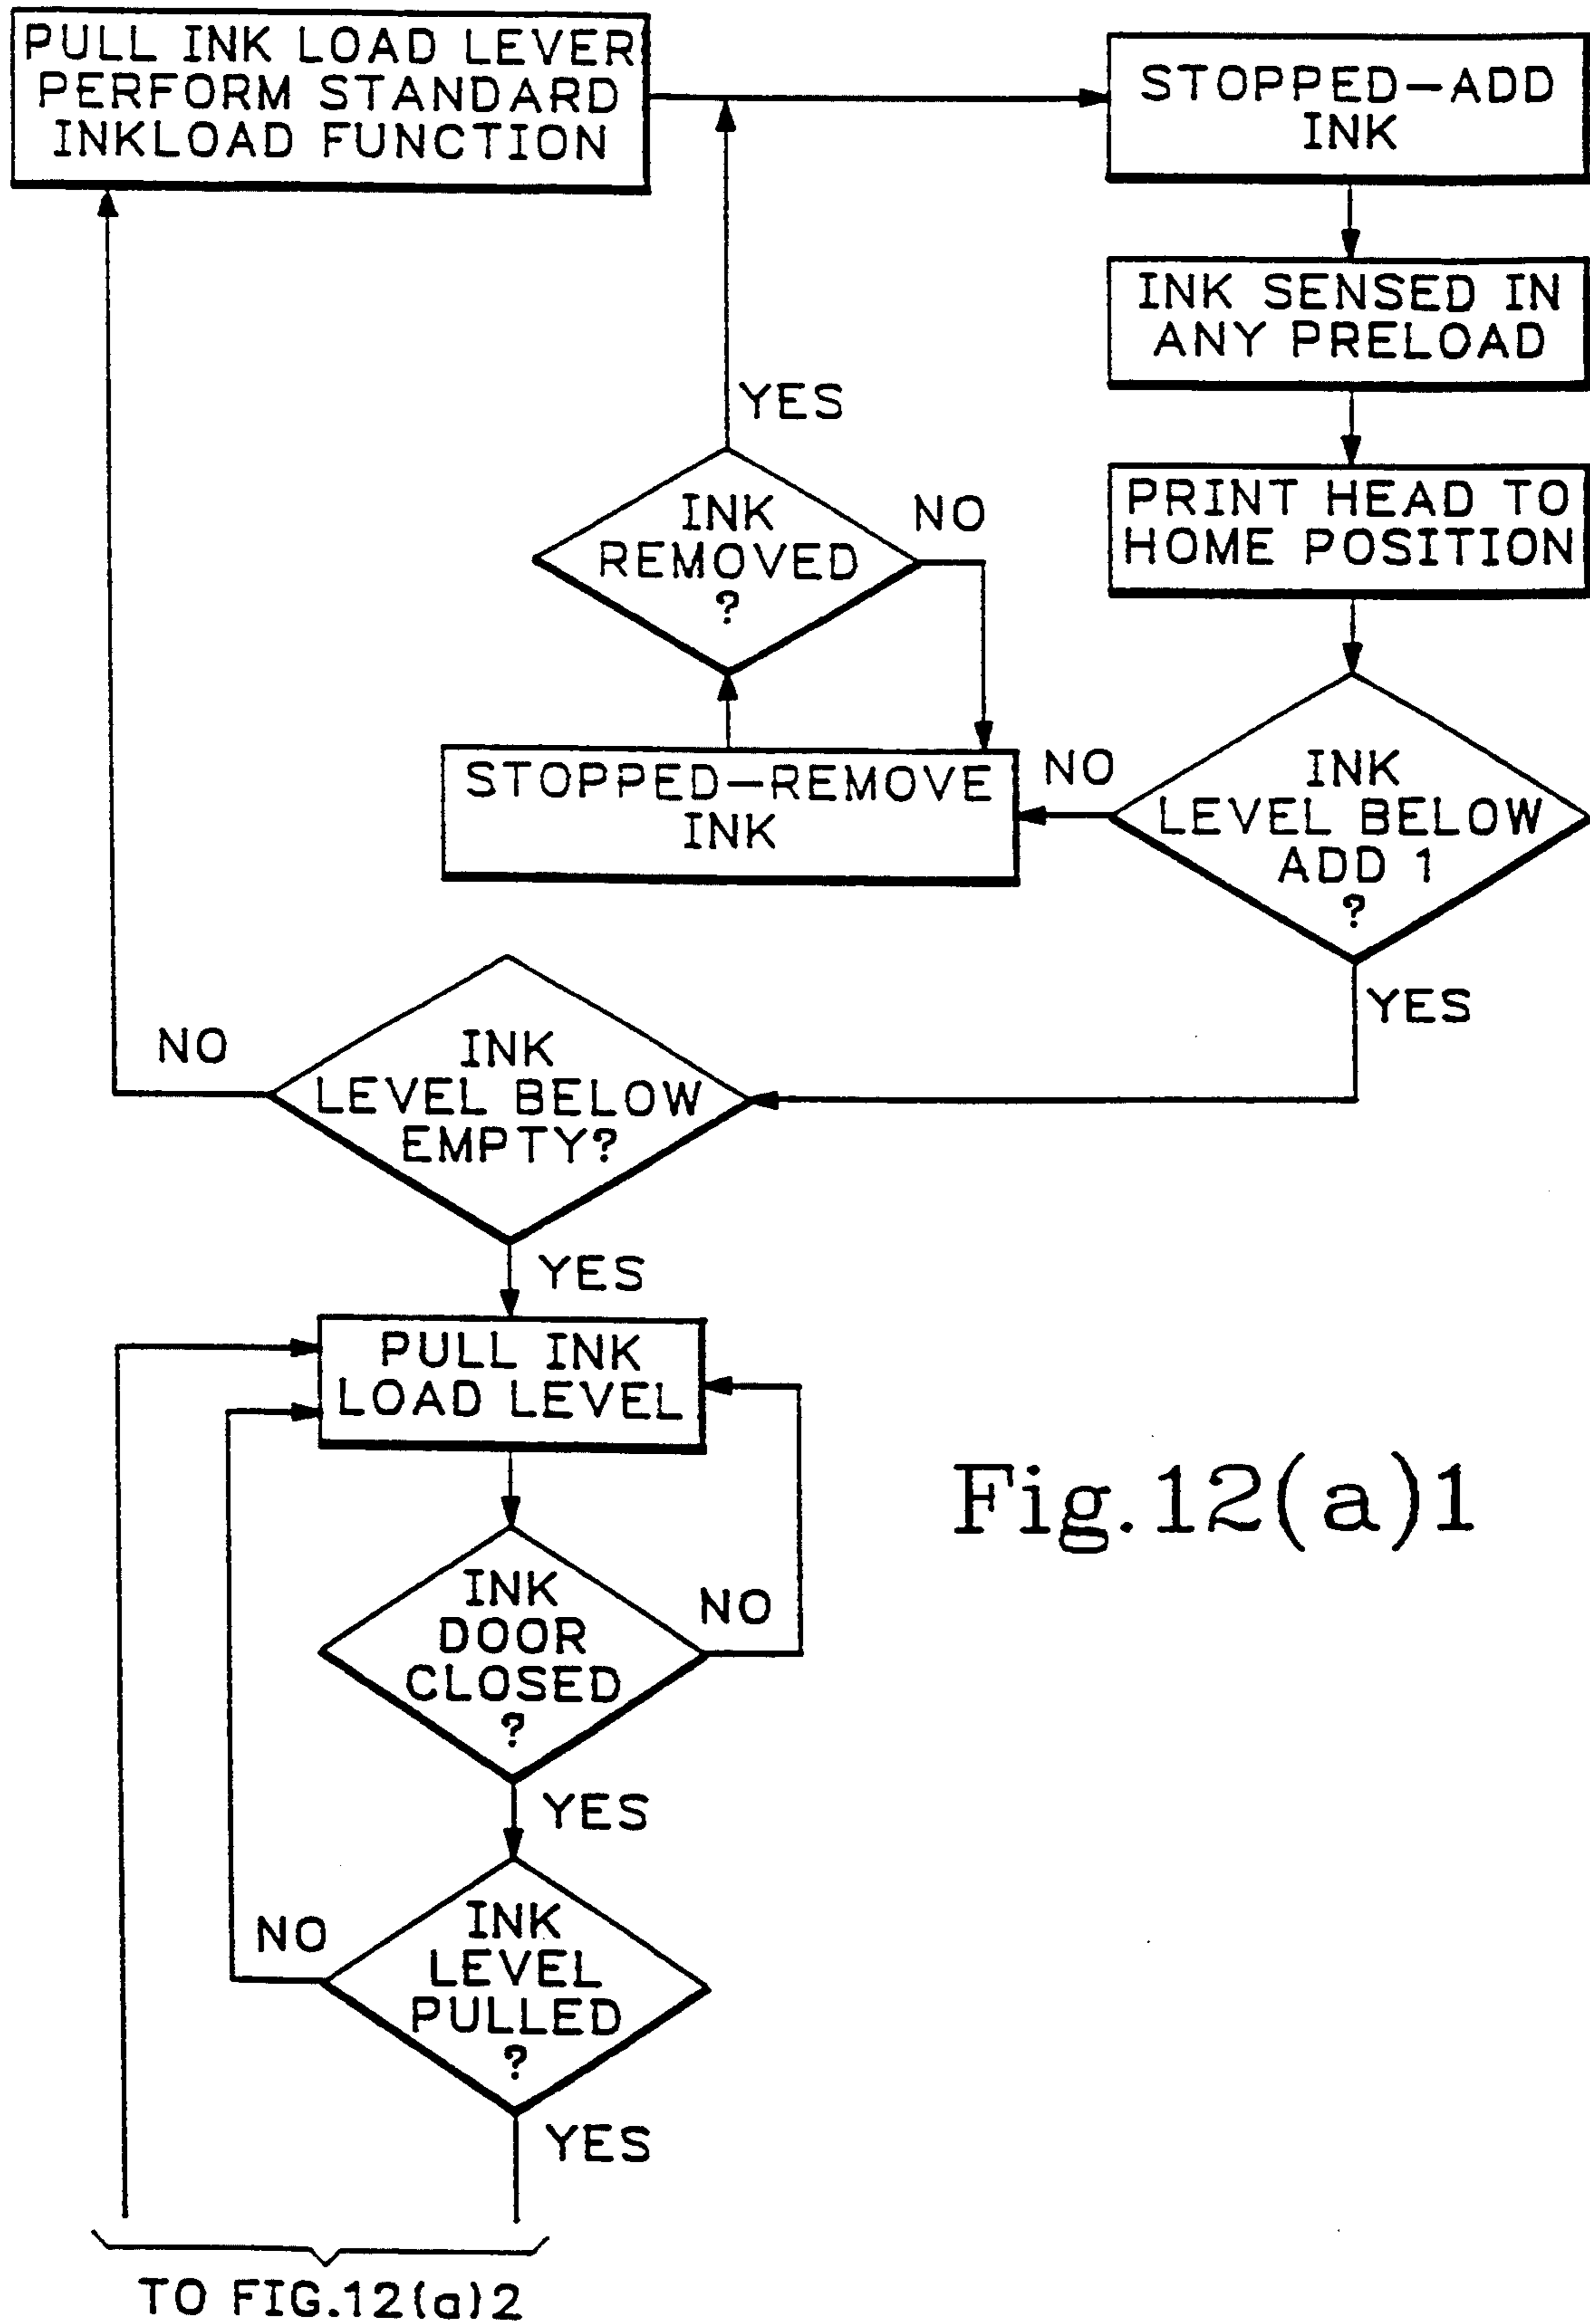 PULL INK LOAD LEVER
PERFORM STANDARD
INKLOAD FUNCTION
STOPPED-ADD
INK
INK SENSED IN
ANY PRELOAD
PRINT HEAD TO
HOME POSITION
YES
INK
REMOVED
?
NO
STOPPED-REMOVE
INK
NO
INK
LEVEL BELOW
ADD 1
?
YES
NO
INK
LEVEL BELOW
EMPTY?
YES
PULL INK
LOAD LEVEL
INK
DOOR
CLOSED
?
NO
YES
NO
INK
LEVEL
PULLED
?
YES
TO FIG.12(a)2
Fig.12(a)1